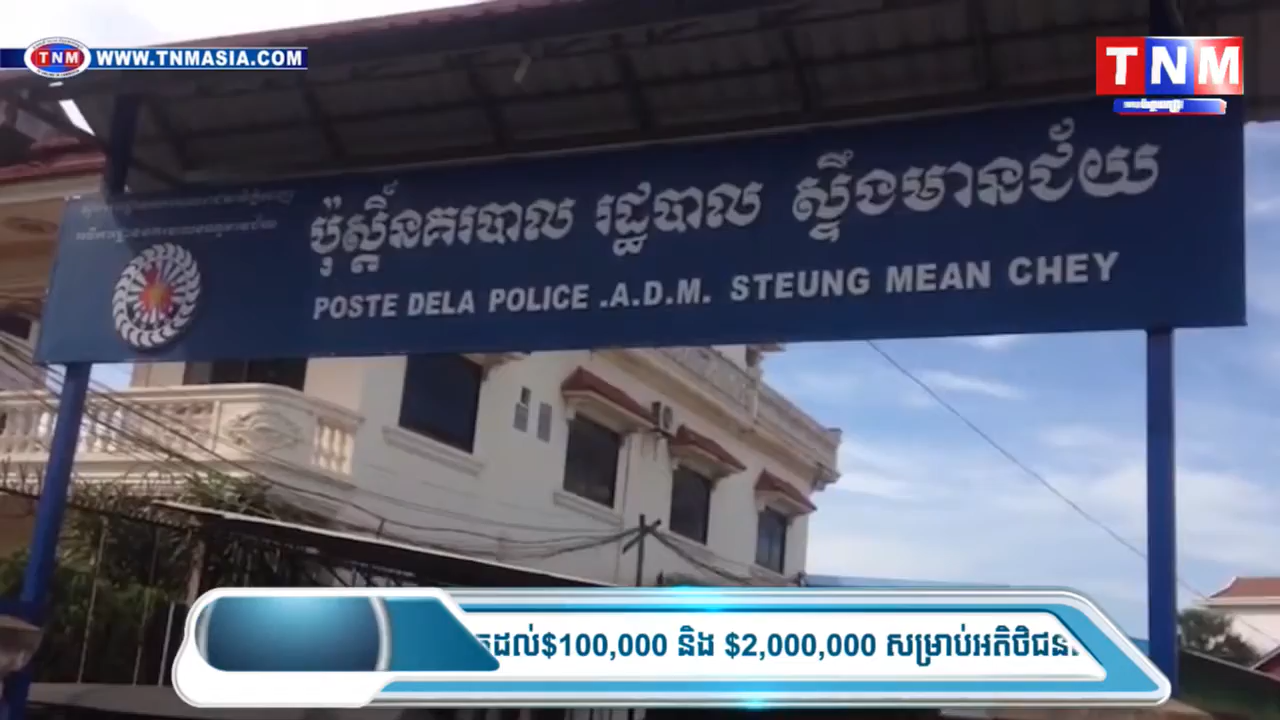 TNM WWW.TNMASIA.COM
TNM
ប៉ុស្តិ៍នគរបាល រដ្ឋបាល ស្ទឹងមានជ័យ
POSTE DELA POLICE .A.D.M. STEUNG MEAN CHEY
ដល់$100,000 និង $2,000,000 សម្រាប់អតិថិជន